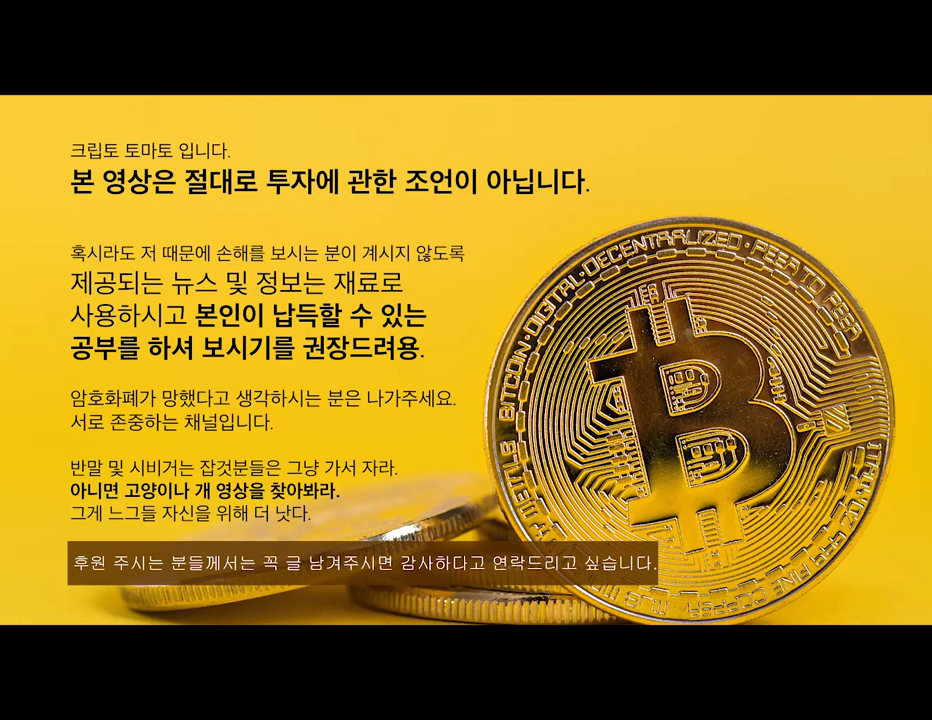 크립토 토마토 입니다.
본 영상은 절대로 투자에 관한 조언이 아닙니다.
혹시라도 저 때문에 손해를 보시는 분이 계시지 않도록
제공되는 뉴스 및 정보는 재료로
사용하시고 본인이 납득할 수 있는
공부를 하셔 보시기를 권장드려용.
암호화폐가 망했다고 생각하시는 분은 나가주세요.
서로 존중하는 채널입니다.
반말 및 시비거는 잡것분들은 그냥 가서 자라.
아니면 고양이나 개 영상을 찾아봐라.
그게 느그들 자신을 위해 더 낫다.
후원 주시는 분들께서는 꼭 글 남겨주시면 감사하다고 연락드리고 싶습니다.
BITCOIN·DIGITAL·DECENTRALIZED·PEER TO PEER